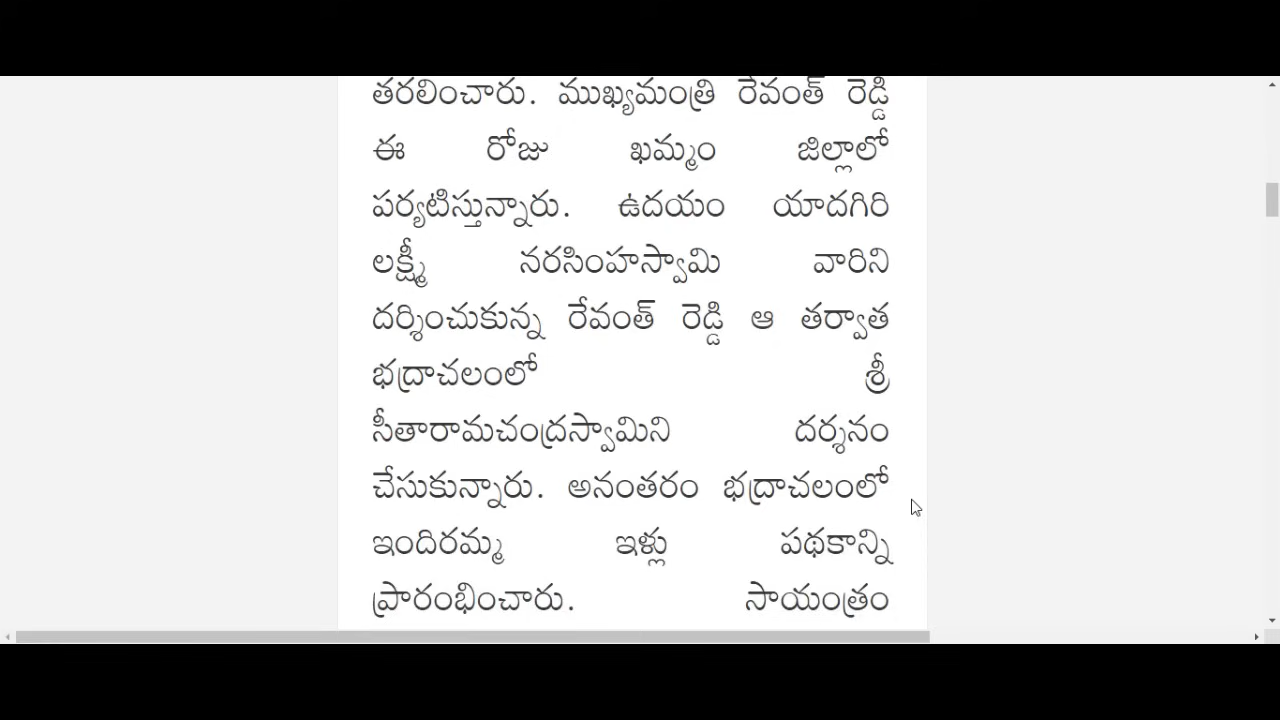 తరలించారు. ముఖ్యమంత్రి రేవంత్ రెడ్డి
ఈ రోజు ఖమ్మం జిల్లాలో
పర్యటిస్తున్నారు. ఉదయం యాదగిరి
లక్ష్మీ నరసింహస్వామి వారిని
దర్శించుకున్న రేవంత్ రెడ్డి ఆ తర్వాత
భద్రాచలంలో శ్రీ
సీతారామచంద్రస్వామిని దర్శనం
చేసుకున్నారు. అనంతరం భద్రాచలంలో
ఇందిరమ్మ ఇళ్లు పథకాన్ని
ప్రారంభించారు. సాయంత్రం